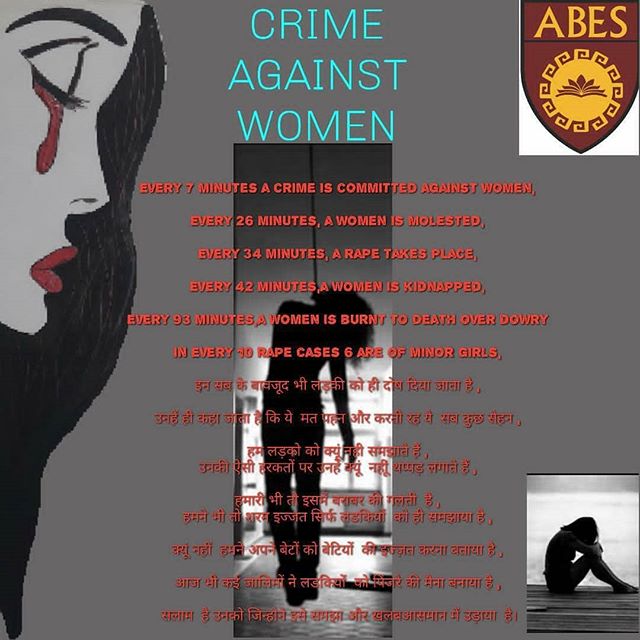 CRIME
AGAINST
WOMEN
ABES
EVERY 7 MINUTES A CRIME IS COMMITTED AGAINST WOMEN,
EVERY 26 MINUTES, A WOMEN IS MOLESTED,
EVERY 34 MINUTES, A RAPE TAKES PLACE,
EVERY 42 MINUTES,A WOMEN IS KIDNAPPED,
EVERY 93 MINUTES,A WOMEN IS BURNT TO DEATH OVER DOWRY
IN EVERY 10 RAPE CASES 6 ARE OF MINOR GIRLS,
इन सब के बावजूद भी लड़की को ही दोष दिया जाता है ,
उनहें ही कहा जाता है कि ये मत पहन और करती रह ये सब कुछ सहन ,
हम लड़को को क्यूं नही समझाते हैं ,
उनकी ऐसी हरकतों पर उनहें क्यूं नहीं थप्पड़ लगाते हैं ,
हमारी भी तो इसमें बराबर की गलती है ,
हमने भी तो शरम इज्जत सिर्फ लडकियों को ही समझाया है ,
क्यूं नहीं हमने अपने बेटों को बेटियों की इज्ज़त करना बताया है ,
आज भी कई जालिमों ने लड़कियों को पिंजरे की मैना बनाया है ,
सलाम है उनको जिन्होंने इसे समझा और आसमान में उड़ाया है।